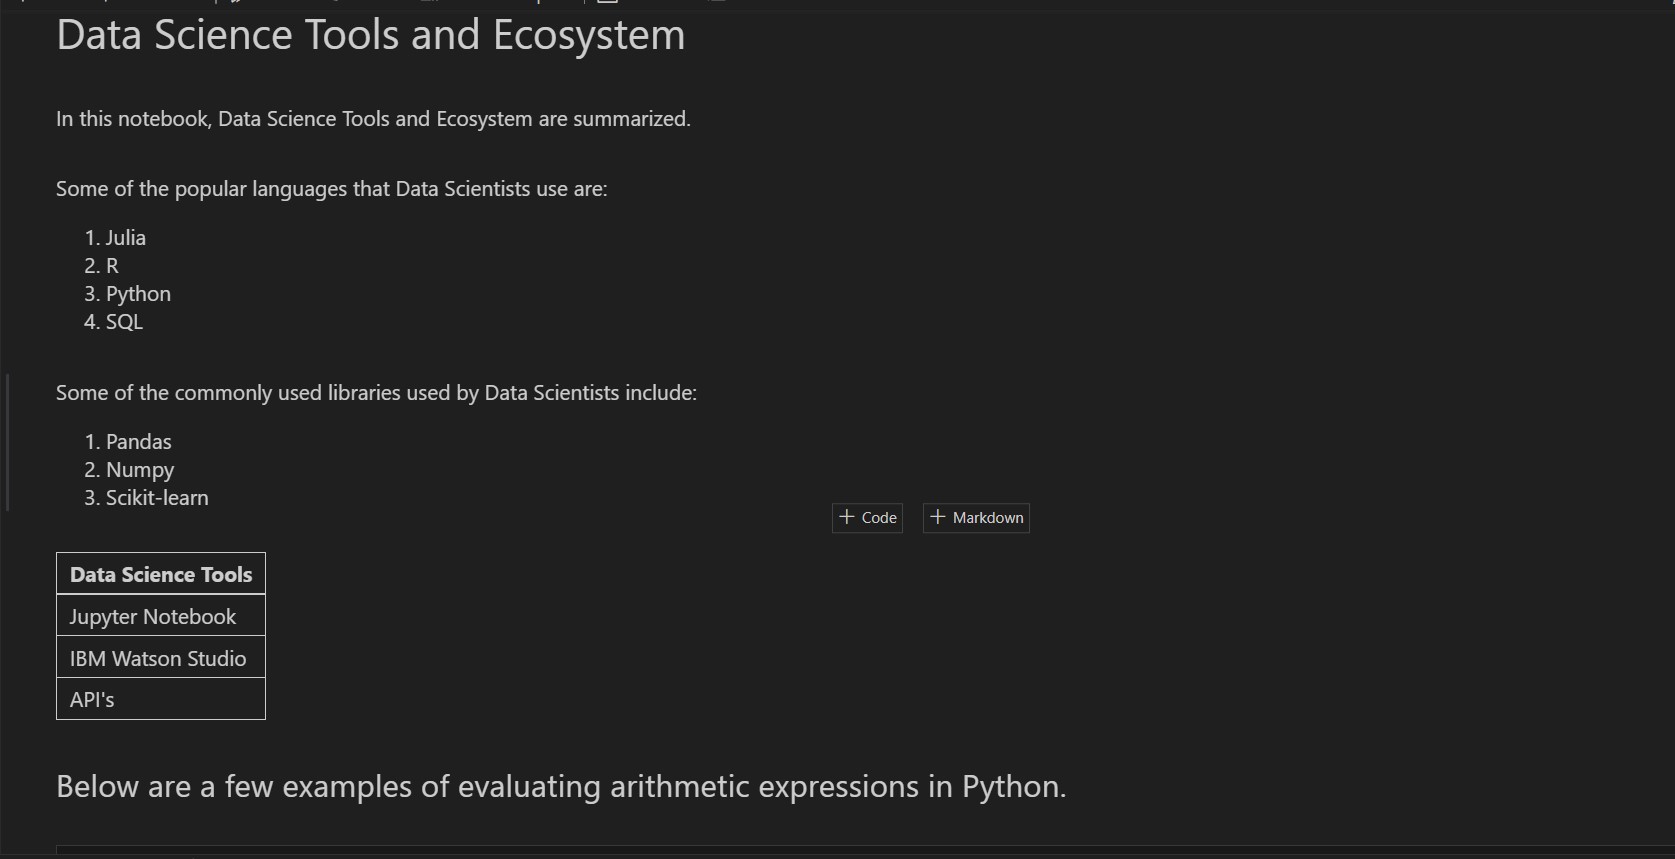 Data Science Tools and Ecosystem
In this notebook, Data Science Tools and Ecosystem are summarized.
Some of the popular languages that Data Scientists use are:
1. Julia
2. R
3. Python
4. SQL
Some of the commonly used libraries used by Data Scientists include:
1. Pandas
2. Numpy
3. Scikit-learn
+ Code + Markdown
Data Science Tools
Jupyter Notebook
IBM Watson Studio
API's
Below are a few examples of evaluating arithmetic expressions in Python.